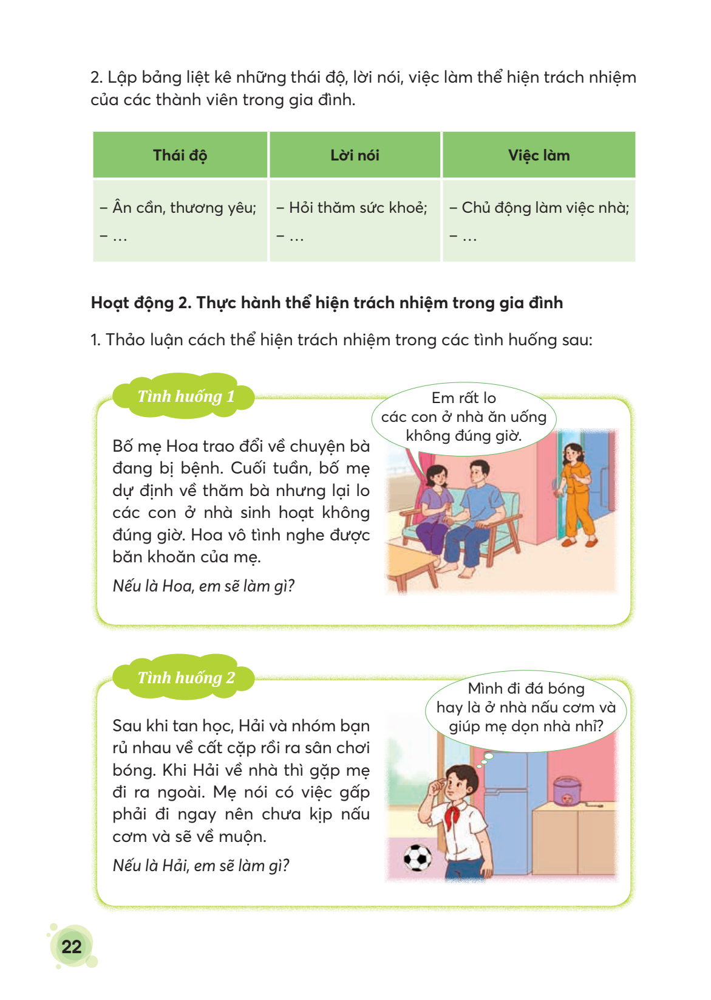 2. Lập bảng liệt kê những thái độ, lời nói, việc làm thể hiện trách nhiệm
của các thành viên trong gia đình.
Thái độ
Lời nói
Việc làm
– Ân cần, thương yêu;
– …
– Hỏi thăm sức khoẻ;
– …
– Chủ động làm việc nhà;
– …
Hoạt động 2. Thực hành thể hiện trách nhiệm trong gia đình
1. Thảo luận cách thể hiện trách nhiệm trong các tình huống sau:
Tình huống 1
Em rất lo
các con ở nhà ăn uống
không đúng giờ.
Bố mẹ Hoa trao đổi về chuyện bà
đang bị bệnh. Cuối tuần, bố mẹ
dự định về thăm bà nhưng lại lo
các con ở nhà sinh hoạt không
đúng giờ. Hoa vô tình nghe được
băn khoăn của mẹ.
Nếu là Hoa, em sẽ làm gì?
Tình huống 2
Mình đi đá bóng
hay là ở nhà nấu cơm và
giúp mẹ dọn nhà nhỉ?
Sau khi tan học, Hải và nhóm bạn
rủ nhau về cất cặp rồi ra sân chơi
bóng. Khi Hải về nhà thì gặp mẹ
đi ra ngoài. Mẹ nói có việc gấp
phải đi ngay nên chưa kịp nấu
cơm và sẽ về muộn.
Nếu là Hải, em sẽ làm gì?
22